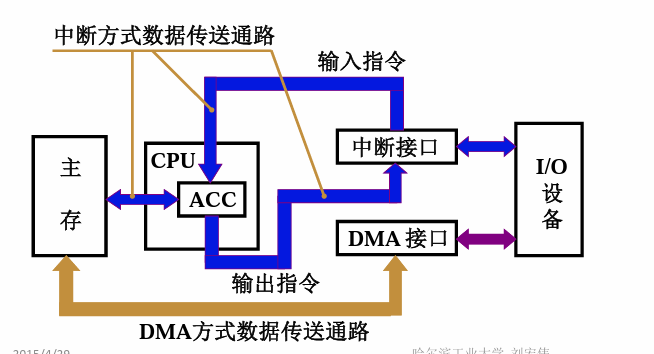 中断方式数据传送通路
输入指令
中断接口
CPU
I/O
设
备
主
存
ACC
DMA 接口
输出指令
DMA方式数据传送通路
2015/4/29
哈尔滨工业大学 刘宏伟